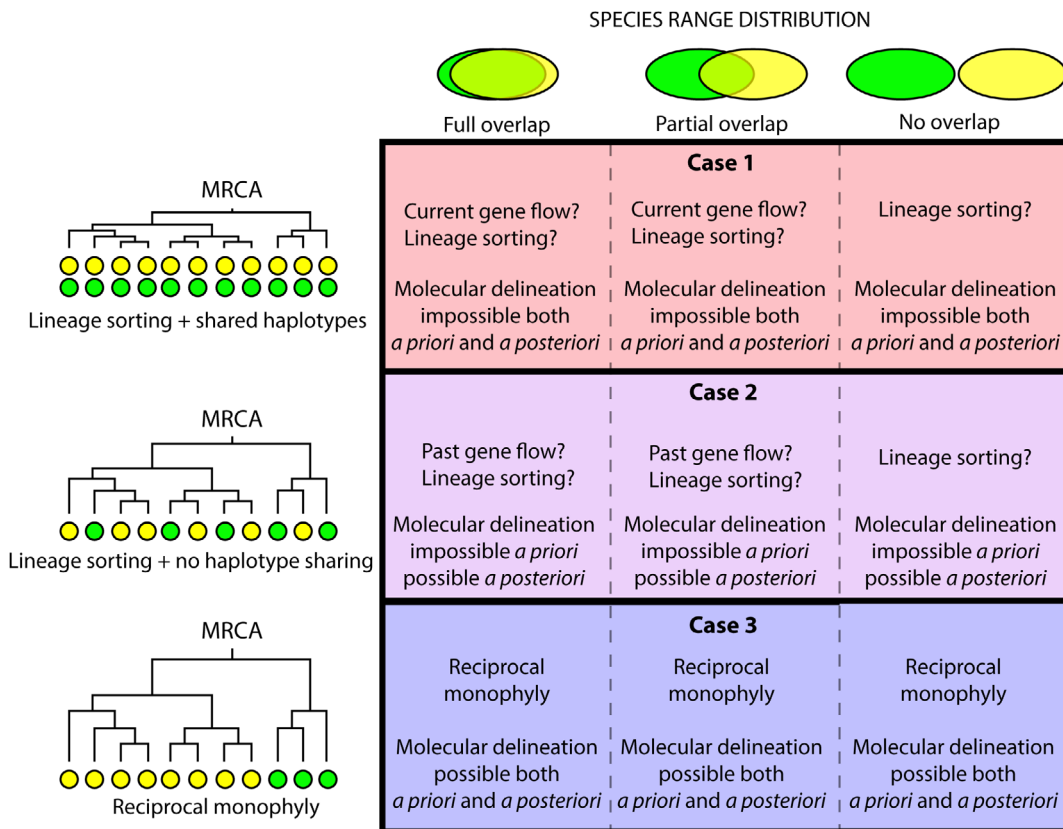 SPECIES RANGE DISTRIBUTION
Full overlap
Partial overlap
No overlap
MRCA
Lineage sorting + shared haplotypes
Case 1
Current gene flow?
Lineage sorting?
Current gene flow?
Lineage sorting?
Lineage sorting?
Molecular delineation
impossible both
a priori and a posteriori
Molecular delineation
impossible both
a priori and a posteriori
Molecular delineation
impossible both
a priori and a posteriori
MRCA
Lineage sorting + no haplotype sharing
Case 2
Past gene flow?
Lineage sorting?
Past gene flow?
Lineage sorting?
Lineage sorting?
Molecular delineation
impossible a priori
possible a posteriori
Molecular delineation
impossible a priori
possible a posteriori
Molecular delineation
impossible a priori
possible a posteriori
MRCA
Reciprocal monophyly
Case 3
Reciprocal
monophyly
Reciprocal
monophyly
Reciprocal
monophyly
Molecular delineation
possible both
a priori and a posteriori
Molecular delineation
possible both
a priori and a posteriori
Molecular delineation
possible both
a priori and a posteriori